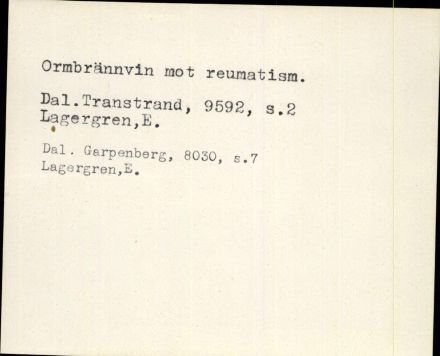 Ormbrännvin mot reumatism.
Dal.Transtrand, 9592, s.2
Lagergren,E.
Dal. Garpenberg, 8030, s.7
Lagergren,E.